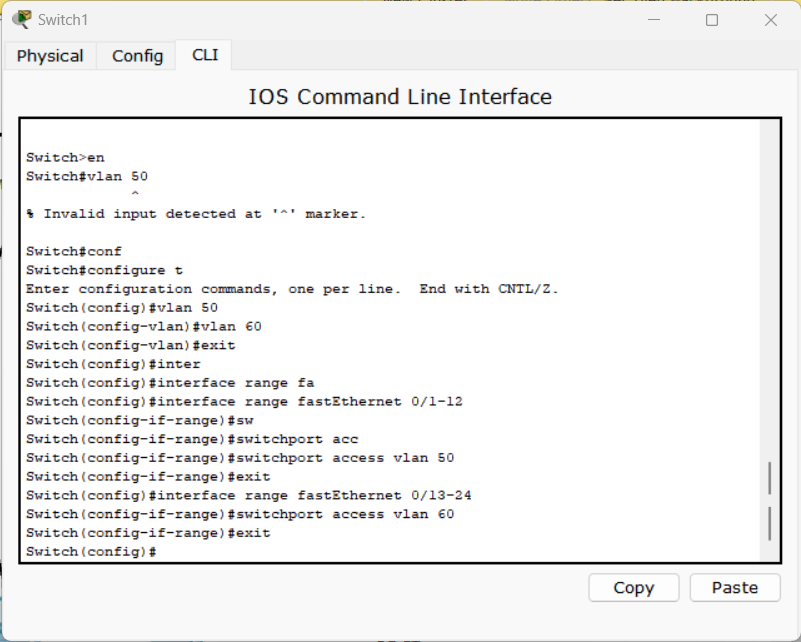 Switch1
Physical Config CLI
IOS Command Line Interface
Switch>en
Switch#vlan 50
^
% Invalid input detected at '^' marker.
Switch#conf
Switch#configure t
Enter configuration commands, one per line.  End with CNTL/Z.
Switch(config)#vlan 50
Switch(config-vlan)#vlan 60
Switch(config-vlan)#exit
Switch(config)#inter
Switch(config)#interface range fa
Switch(config)#interface range fastEthernet 0/1-12
Switch(config-if-range)#sw
Switch(config-if-range)#switchport acc
Switch(config-if-range)#switchport access vlan 50
Switch(config-if-range)#exit
Switch(config)#interface range fastEthernet 0/13-24
Switch(config-if-range)#switchport access vlan 60
Switch(config-if-range)#exit
Switch(config)#
Copy Paste